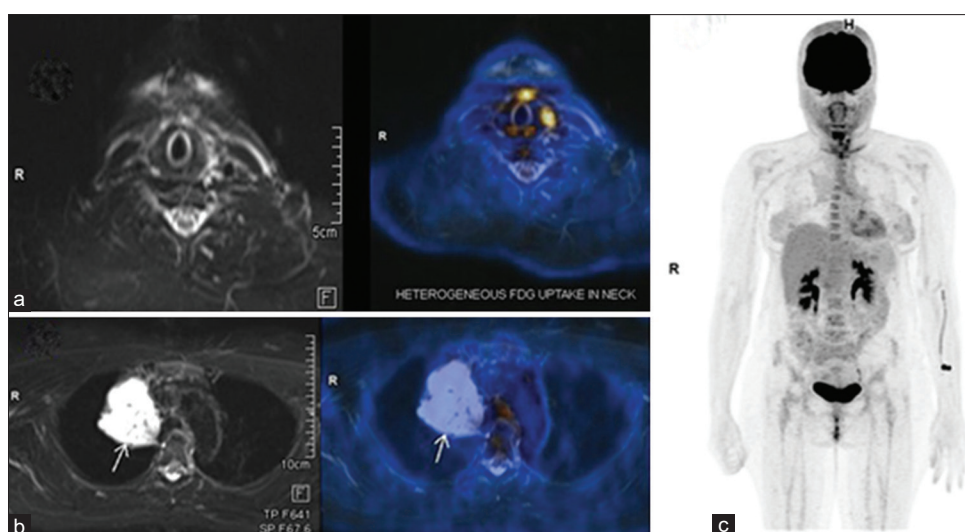 R
R
5cm
F
HETEROGENEOUS FDG UPTAKE IN NECK
a
R
R
10cm
F
TP F641
SP F67.6
b
H
R
c